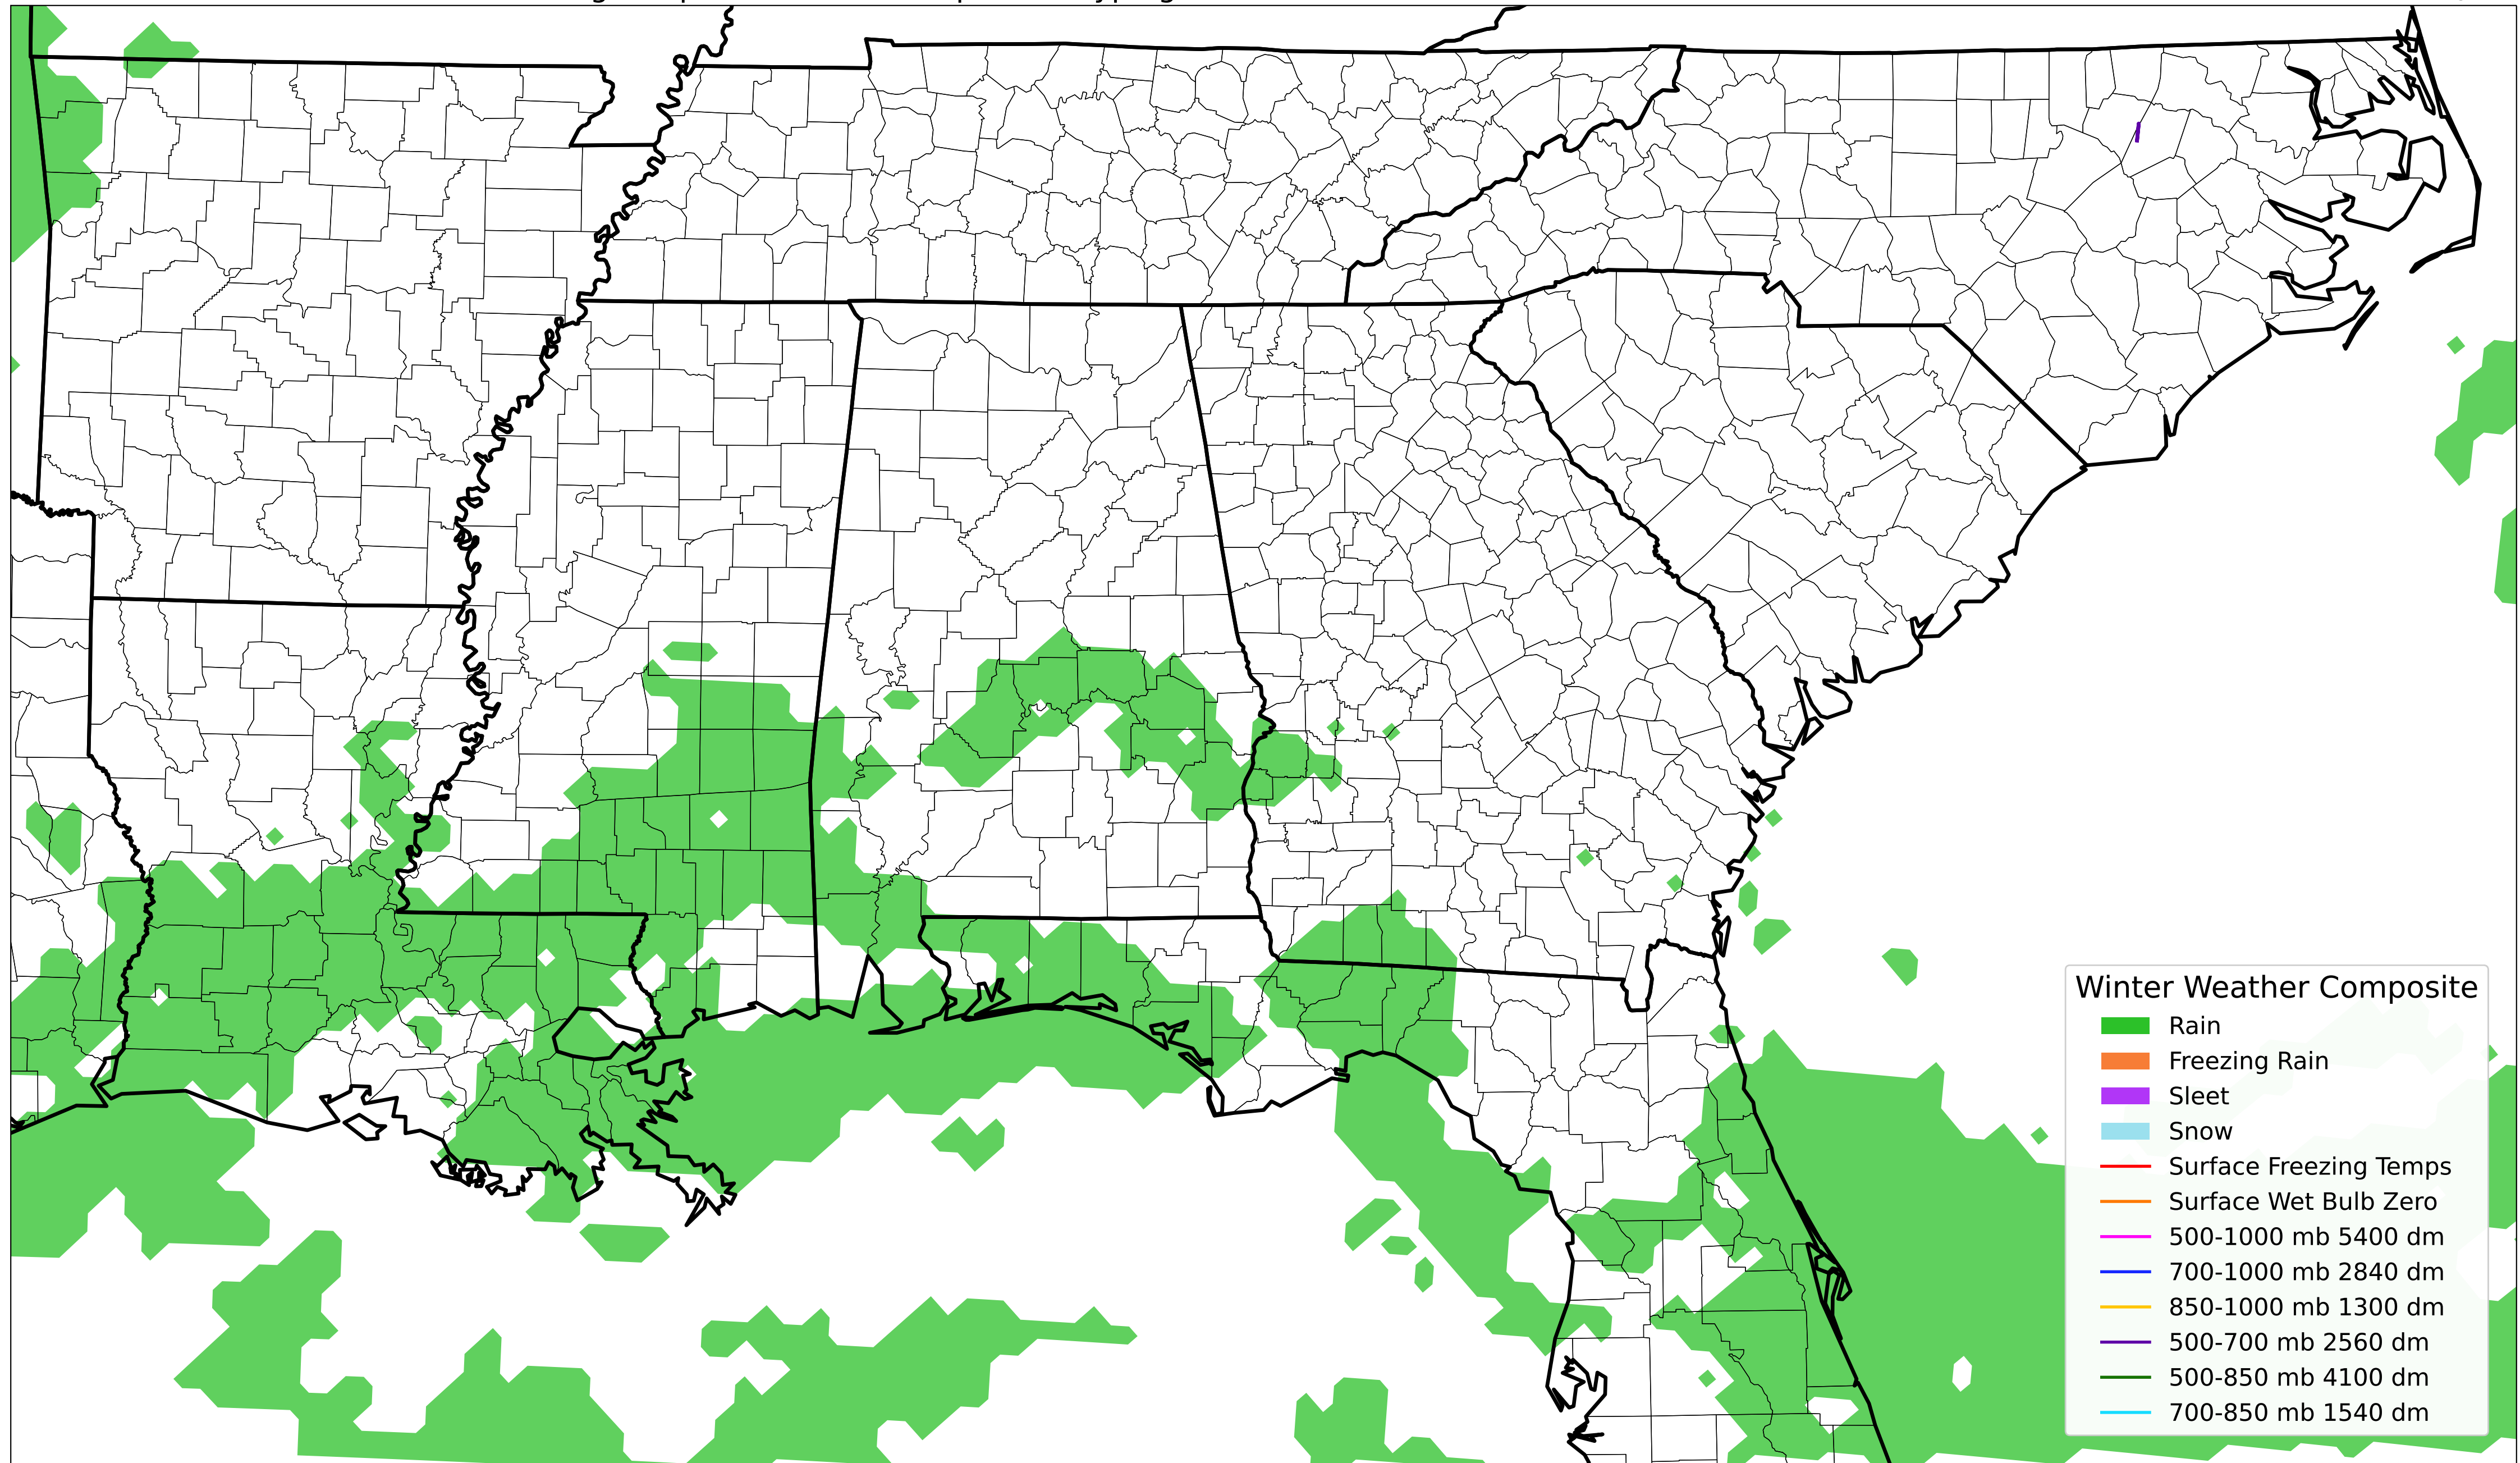 Winter Weather Composite
Rain
Freezing Rain
Sleet
Snow
Surface Freezing Temps
Surface Wet Bulb Zero
500-1000 mb 5400 dm
700-1000 mb 2840 dm
850-1000 mb 1300 dm
500-700 mb 2560 dm
500-850 mb 4100 dm
700-850 mb 1540 dm